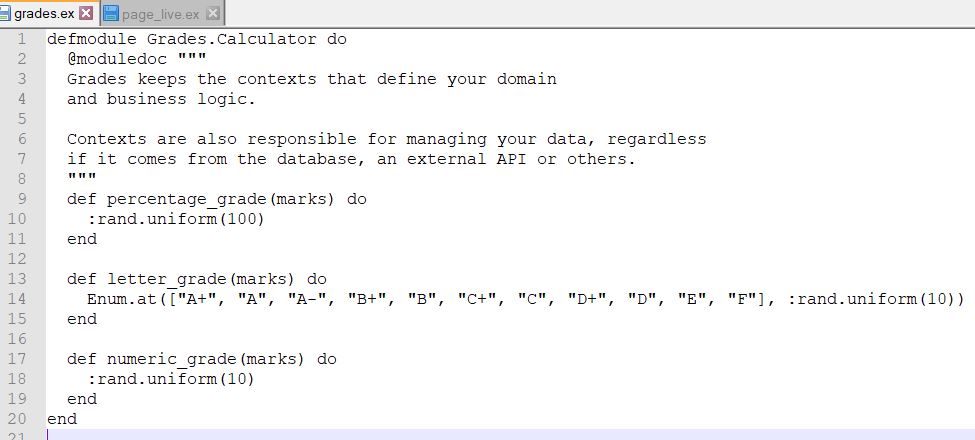 grades.ex page_live.ex
1 defmodule Grades.Calculator do
2   @moduledoc """
3   Grades keeps the contexts that define your domain
4   and business logic.
5
6   Contexts are also responsible for managing your data, regardless
7   if it comes from the database, an external API or others.
8   """
9   def percentage_grade(marks) do
10     :rand.uniform(100)
11   end
12
13   def letter_grade(marks) do
14     Enum.at(["A+", "A", "A-", "B+", "B", "C+", "C", "D+", "D", "E", "F"], :rand.uniform(10))
15   end
16
17   def numeric_grade(marks) do
18     :rand.uniform(10)
19   end
20 end
21